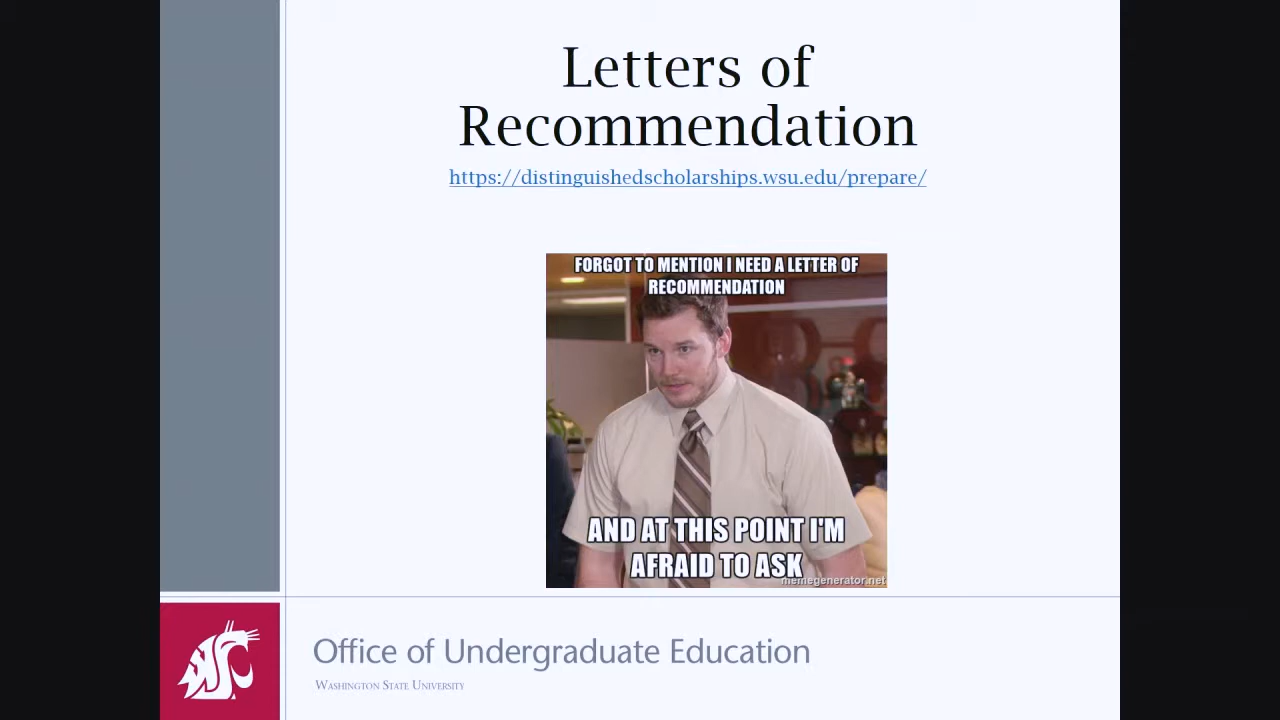 Letters of
Recommendation
https://distinguishedscholarships.wsu.edu/prepare/
FORGOT TO MENTION I NEED A LETTER OF
RECOMMENDATION
AND AT THIS POINT I'M
AFRAID TO ASK
memegenerator.net
Office of Undergraduate Education
Washington State University